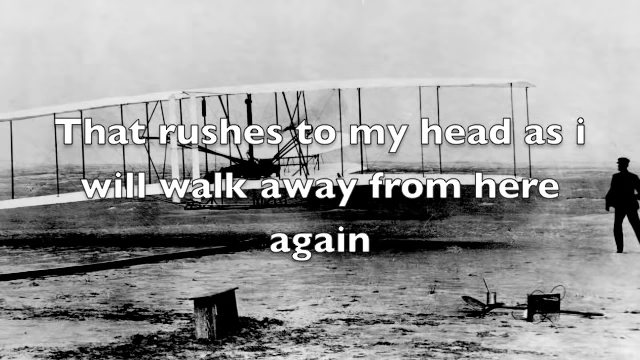 That rushes to my head as i
will walk away from here
again